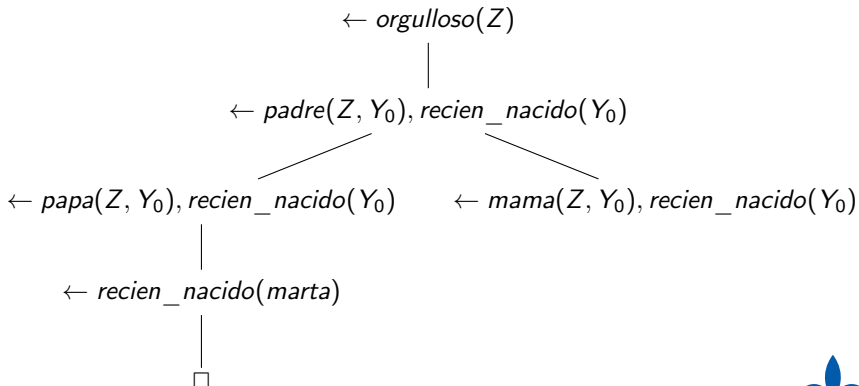 ← orgulloso(Z)
← padre(Z, Y₀), recien_nacido(Y₀)
← papa(Z, Y₀), recien_nacido(Y₀) ← mama(Z, Y₀), recien_nacido(Y₀)
← recien_nacido(marta)
□